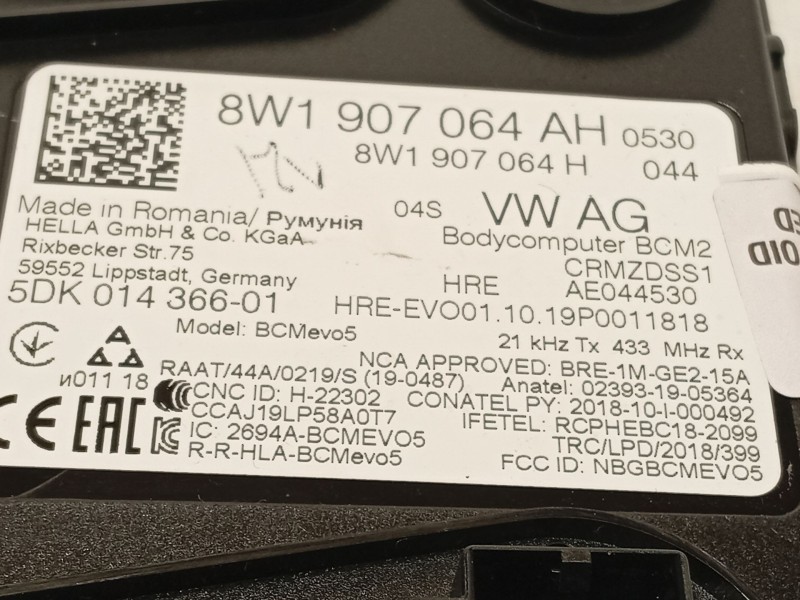 8W1 907 064 AH 0530
8W1 907 064 H 044
04S VW AG
Made in Romania/ Румунія
Bodycomputer BCM2
HELLA GmbH & Co. KGaA
Rixbecker Str.75
59552 Lippstadt, Germany
HRE CRMZDSS1
AE044530
5DK 014 366-01
HRE-EVO01.10.19P0011818
Model: BCMevo5
21 kHz Tx 433 MHz Rx
NCA APPROVED: BRE-1M-GE2-15A
RAAT/44A/0219/S (19-0487)
Anatel: 02393-19-05364
и011 18
CNC ID: H-22302
CONATEL PY: 2018-10-I-000492
CCAJ19LP58A0T7
IFETEL: RCPHEBC18-2099
CE EAC
IC: 2694A-BCMEVO5
TRC/LPD/2018/399
R-R-HLA-BCMevo5
FCC ID: NBGBCMEVO5